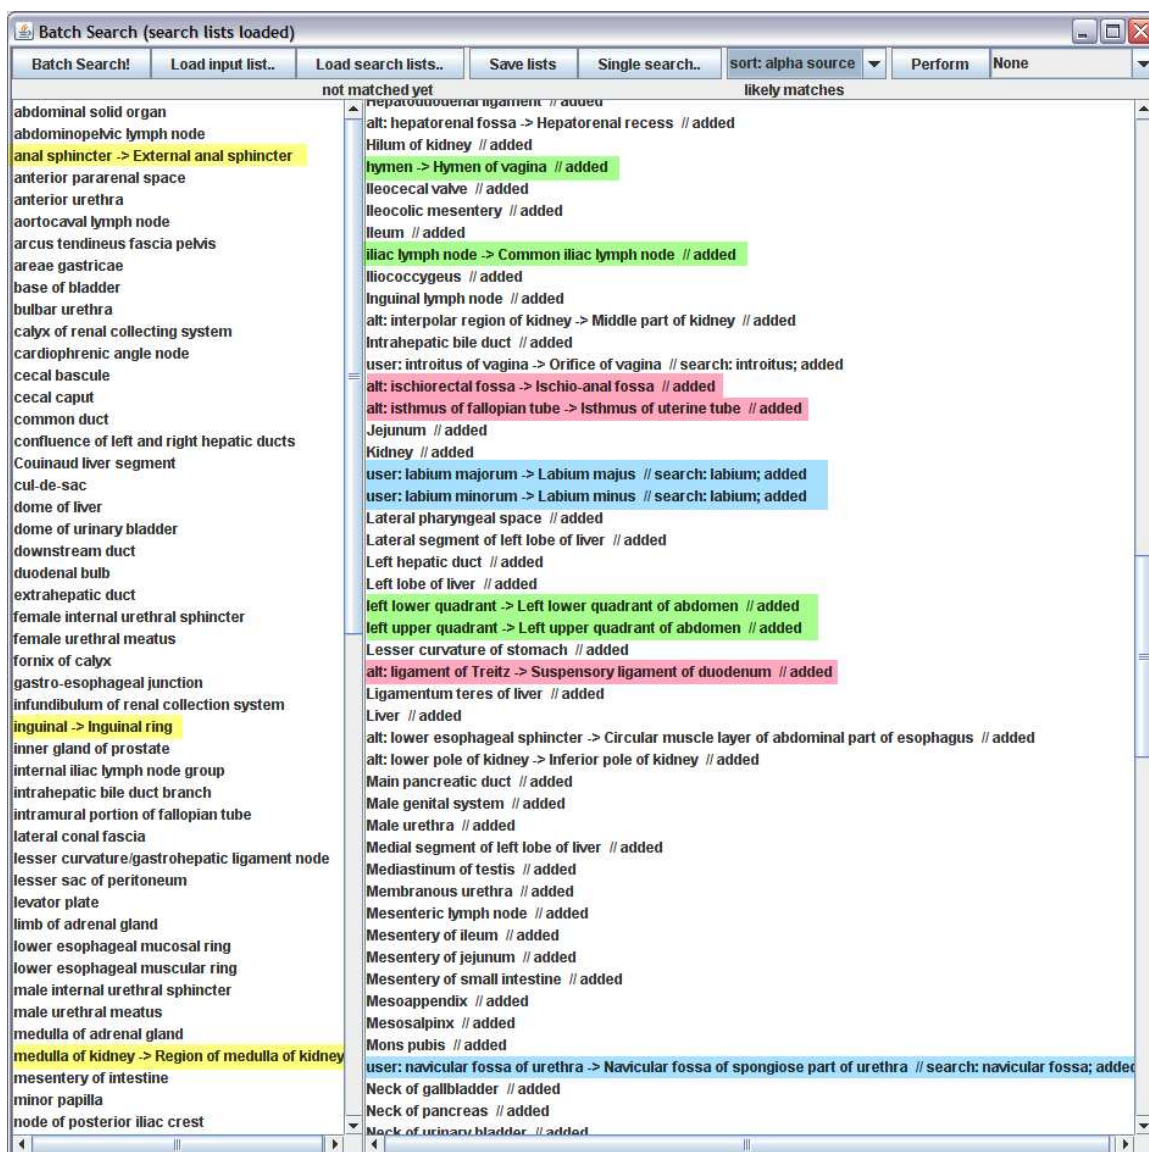 Batch Search (search lists loaded)
Batch Search! Load input list.. Load search lists.. Save lists Single search.. sort: alpha source Perform None
not matched yet likely matches
abdominal solid organ
abdominopelvic lymph node
anal sphincter -> External anal sphincter
anterior pararenal space
anterior urethra
aortocaval lymph node
arcus tendineus fascia pelvis
areae gastricae
base of bladder
bulbar urethra
calyx of renal collecting system
cardiophrenic angle node
cecal bascule
cecal caput
common duct
confluence of left and right hepatic ducts
Couinaud liver segment
cul-de-sac
dome of liver
dome of urinary bladder
downstream duct
duodenal bulb
extrahepatic duct
female internal urethral sphincter
female urethral meatus
fornix of calyx
gastro-esophageal junction
infundibulum of renal collection system
inguinal -> Inguinal ring
inner gland of prostate
internal iliac lymph node group
intrahepatic bile duct branch
intramural portion of fallopian tube
lateral conal fascia
lesser curvature/gastrohepatic ligament node
lesser sac of peritoneum
levator plate
limb of adrenal gland
lower esophageal mucosal ring
lower esophageal muscular ring
male internal urethral sphincter
male urethral meatus
medulla of adrenal gland
medulla of kidney -> Region of medulla of kidney
mesentery of intestine
minor papilla
node of posterior iliac crest
Hepatoduodenal ligament // added
alt: hepatorenal fossa -> Hepatorenal recess // added
Hilum of kidney // added
hymen -> Hymen of vagina // added
Ileocecal valve // added
Ileocolic mesentery // added
Ileum // added
iliac lymph node -> Common iliac lymph node // added
Iliococcygeus // added
Inguinal lymph node // added
alt: interpolar region of kidney -> Middle part of kidney // added
Intrahepatic bile duct // added
user: introitus of vagina -> Orifice of vagina // search: introitus; added
alt: ischiorectal fossa -> Ischio-anal fossa // added
alt: isthmus of fallopian tube -> Isthmus of uterine tube // added
Jejunum // added
Kidney // added
user: labium majorum -> Labium majus // search: labium; added
user: labium minorum -> Labium minus // search: labium; added
Lateral pharyngeal space // added
Lateral segment of left lobe of liver // added
Left hepatic duct // added
Left lobe of liver // added
left lower quadrant -> Left lower quadrant of abdomen // added
left upper quadrant -> Left upper quadrant of abdomen // added
Lesser curvature of stomach // added
alt: ligament of Treitz -> Suspensory ligament of duodenum // added
Ligamentum teres of liver // added
Liver // added
alt: lower esophageal sphincter -> Circular muscle layer of abdominal part of esophagus // added
alt: lower pole of kidney -> Inferior pole of kidney // added
Main pancreatic duct // added
Male genital system // added
Male urethra // added
Medial segment of left lobe of liver // added
Mediastinum of testis // added
Membranous urethra // added
Mesenteric lymph node // added
Mesentery of ileum // added
Mesentery of jejunum // added
Mesentery of small intestine // added
Mesoappendix // added
Mesosalpinx // added
Mons pubis // added
user: navicular fossa of urethra -> Navicular fossa of spongiose part of urethra // search: navicular fossa; added
Neck of gallbladder // added
Neck of pancreas // added
Neck of urinary bladder // added